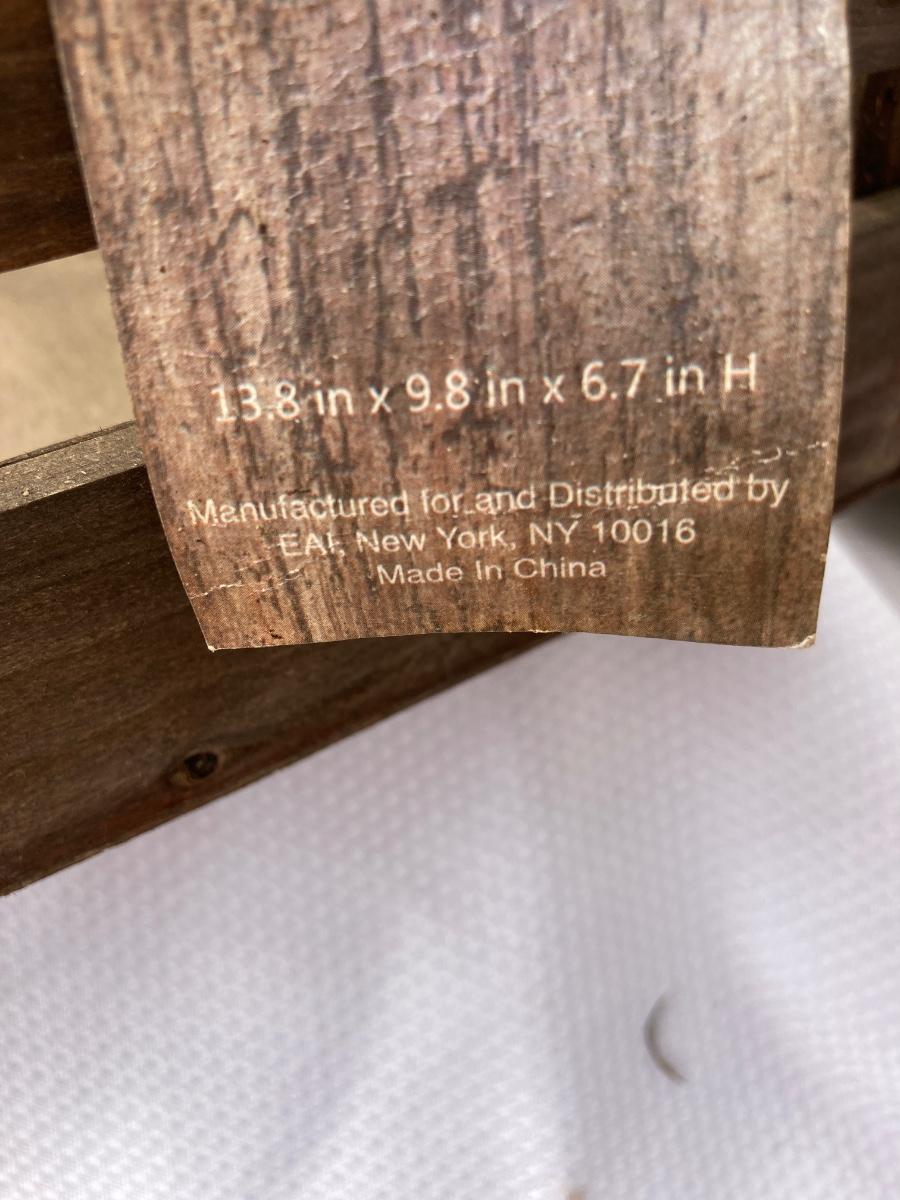 13.8 in x 9.8 in x 6.7 in H
Manufactured for and Distributed by
EAI, New York, NY 10016
Made In China